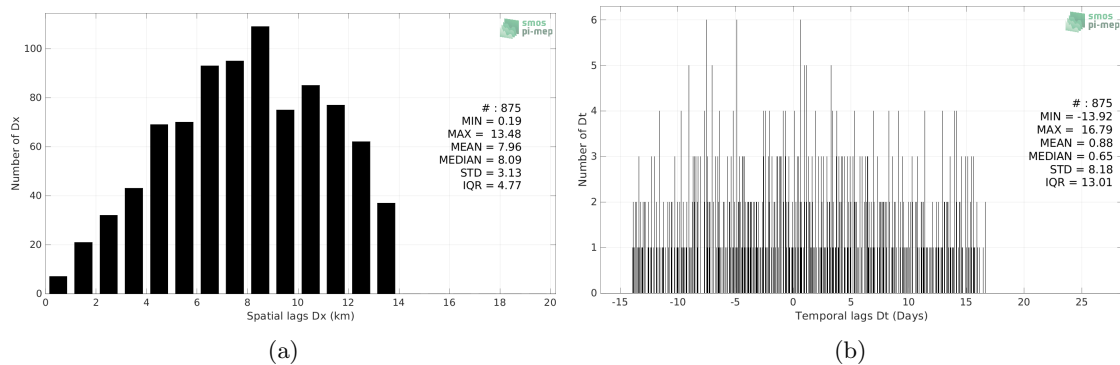 smos
pi-mep
100
80
60
40
20
0
Number of Dx
# : 875
MIN = 0.19
MAX = 13.48
MEAN = 7.96
MEDIAN = 8.09
STD = 3.13
IQR = 4.77
0 2 4 6 8 10 12 14 16 18 20
Spatial lags Dx (km)
(a)
smos
pi-mep
6
5
4
3
2
1
0
Number of Dt
# : 875
MIN = -13.92
MAX = 16.79
MEAN = 0.88
MEDIAN = 0.65
STD = 8.18
IQR = 13.01
-15 -10 -5 0 5 10 15 20 25
Temporal lags Dt (Days)
(b)